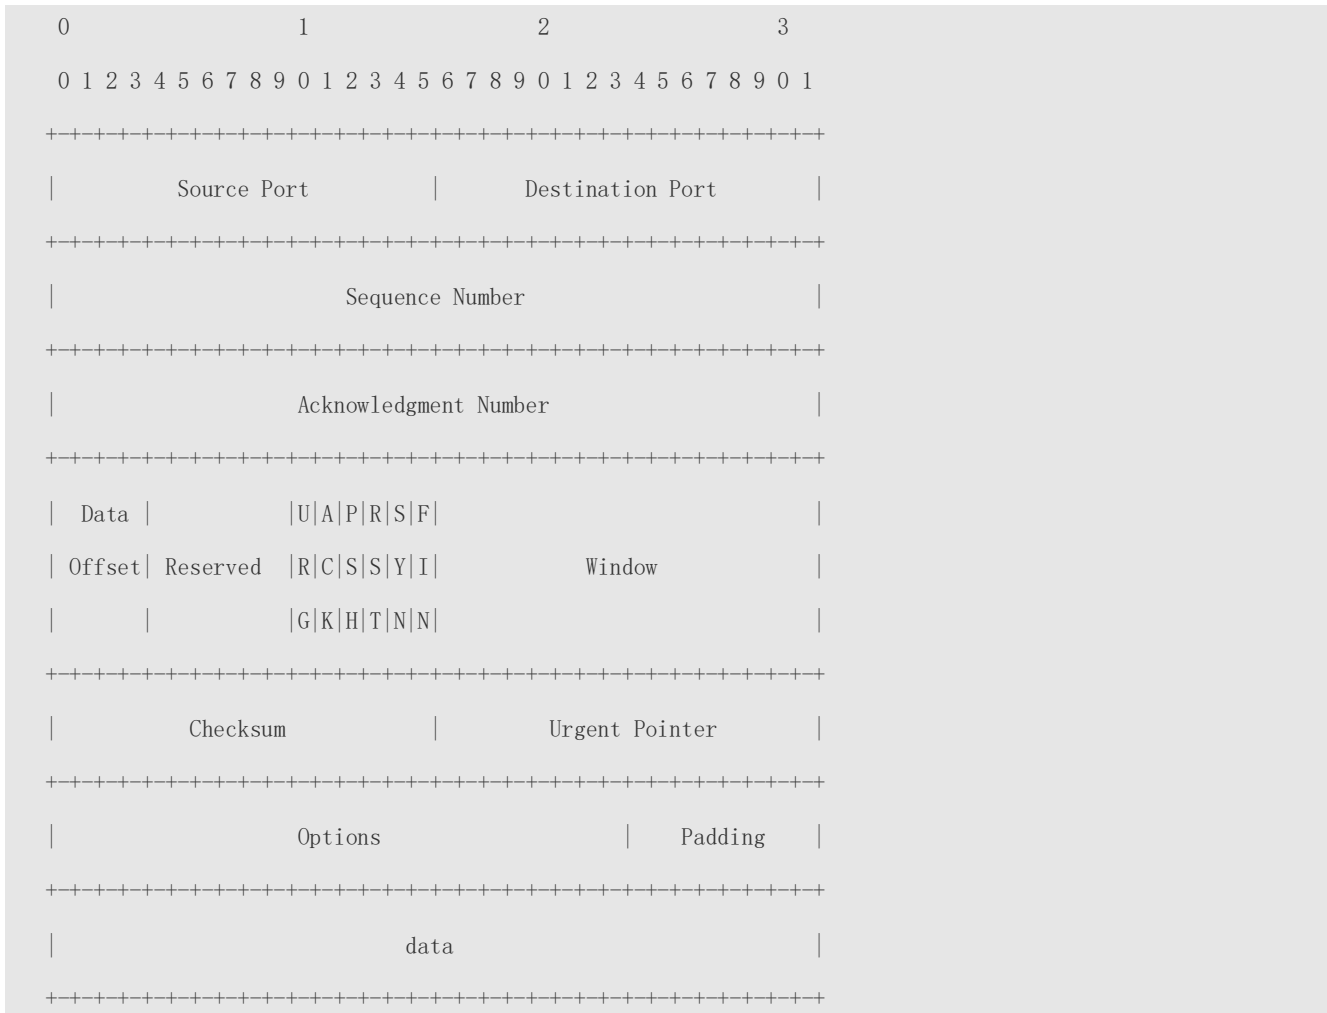 0                   1                   2                   3
0 1 2 3 4 5 6 7 8 9 0 1 2 3 4 5 6 7 8 9 0 1 2 3 4 5 6 7 8 9 0 1
+-+-+-+-+-+-+-+-+-+-+-+-+-+-+-+-+-+-+-+-+-+-+-+-+-+-+-+-+-+-+-+-+
|          Source Port          |       Destination Port        |
+-+-+-+-+-+-+-+-+-+-+-+-+-+-+-+-+-+-+-+-+-+-+-+-+-+-+-+-+-+-+-+-+
|                        Sequence Number                        |
+-+-+-+-+-+-+-+-+-+-+-+-+-+-+-+-+-+-+-+-+-+-+-+-+-+-+-+-+-+-+-+-+
|                    Acknowledgment Number                      |
+-+-+-+-+-+-+-+-+-+-+-+-+-+-+-+-+-+-+-+-+-+-+-+-+-+-+-+-+-+-+-+-+
|  Data |           |U|A|P|R|S|F|                               |
| Offset| Reserved  |R|C|S|S|Y|I|            Window             |
|       |           |G|K|H|T|N|N|                               |
+-+-+-+-+-+-+-+-+-+-+-+-+-+-+-+-+-+-+-+-+-+-+-+-+-+-+-+-+-+-+-+-+
|           Checksum            |         Urgent Pointer        |
+-+-+-+-+-+-+-+-+-+-+-+-+-+-+-+-+-+-+-+-+-+-+-+-+-+-+-+-+-+-+-+-+
|                    Options                    |    Padding    |
+-+-+-+-+-+-+-+-+-+-+-+-+-+-+-+-+-+-+-+-+-+-+-+-+-+-+-+-+-+-+-+-+
|                             data                              |
+-+-+-+-+-+-+-+-+-+-+-+-+-+-+-+-+-+-+-+-+-+-+-+-+-+-+-+-+-+-+-+-+